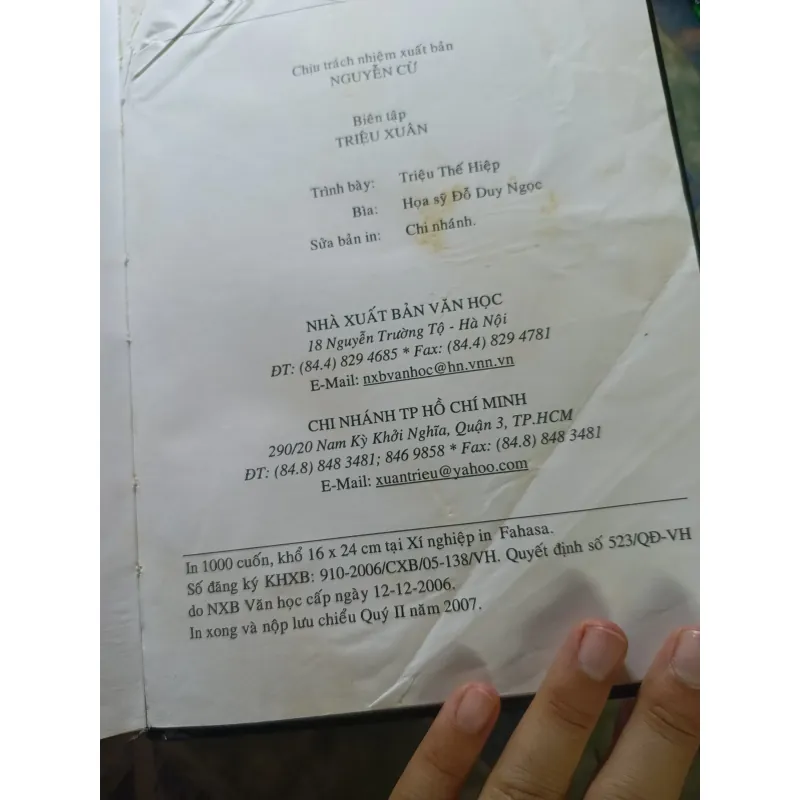 Chịu trách nhiệm xuất bản
NGUYỄN CỪ
Biên tập
TRIỆU XUÂN
Trình bày: Triệu Thế Hiệp
Bìa: Họa sỹ Đỗ Duy Ngọc
Sửa bản in: Chi nhánh.
NHÀ XUẤT BẢN VĂN HỌC
18 Nguyễn Trường Tộ - Hà Nội
ĐT: (84.4) 829 4685 * Fax: (84.4) 829 4781
E-Mail: nxbvanhoc@hn.vnn.vn
CHI NHÁNH TP HỒ CHÍ MINH
290/20 Nam Kỳ Khởi Nghĩa, Quận 3, TP.HCM
ĐT: (84.8) 848 3481; 846 9858 * Fax: (84.8) 848 3481
E-Mail: xuantrieu@yahoo.com
In 1000 cuốn, khổ 16 x 24 cm tại Xí nghiệp in Fahasa.
Số đăng ký KHXB: 910-2006/CXB/05-138/VH. Quyết định số 523/QĐ-VH
do NXB Văn học cấp ngày 12-12-2006.
In xong và nộp lưu chiểu Quý II năm 2007.